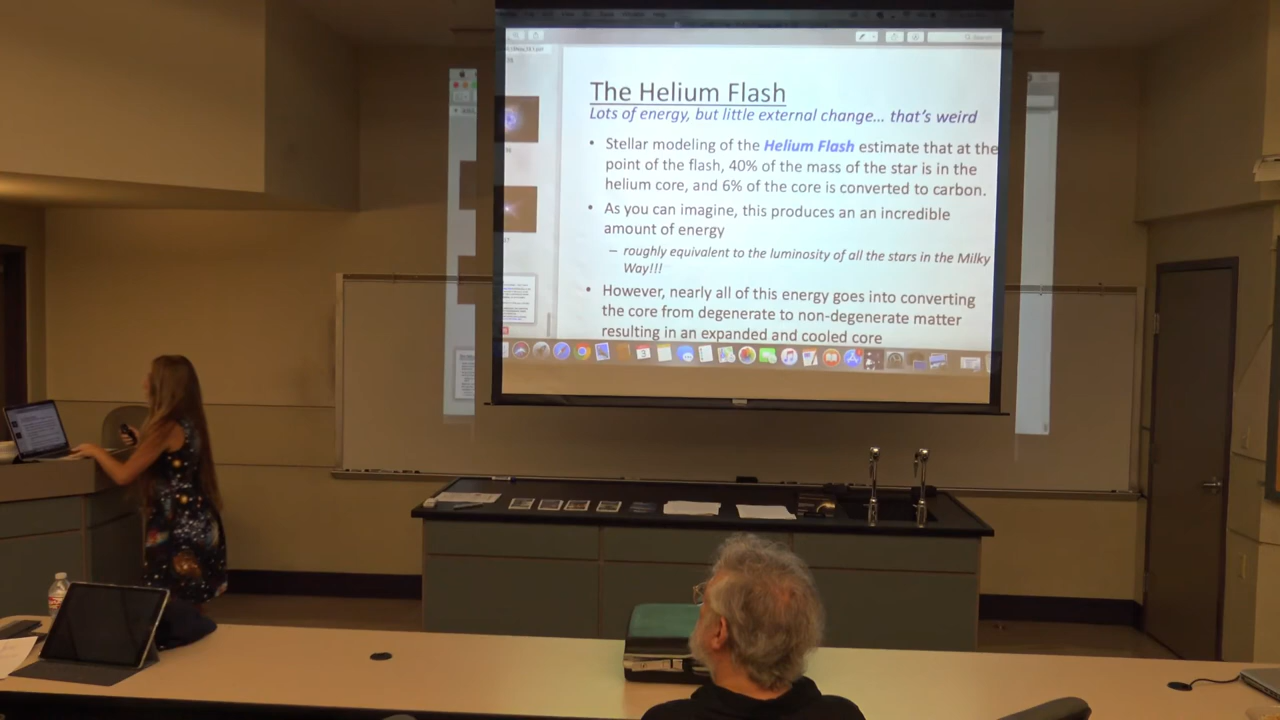 The Helium Flash
Lots of energy, but little external change... that's weird
• Stellar modeling of the Helium Flash estimate that at the
point of the flash, 40% of the mass of the star is in the
helium core, and 6% of the core is converted to carbon.
• As you can imagine, this produces an an incredible
amount of energy
– roughly equivalent to the luminosity of all the stars in the Milky
Way!!!
• However, nearly all of this energy goes into converting
the core from degenerate to non-degenerate matter
resulting in an expanded and cooled core